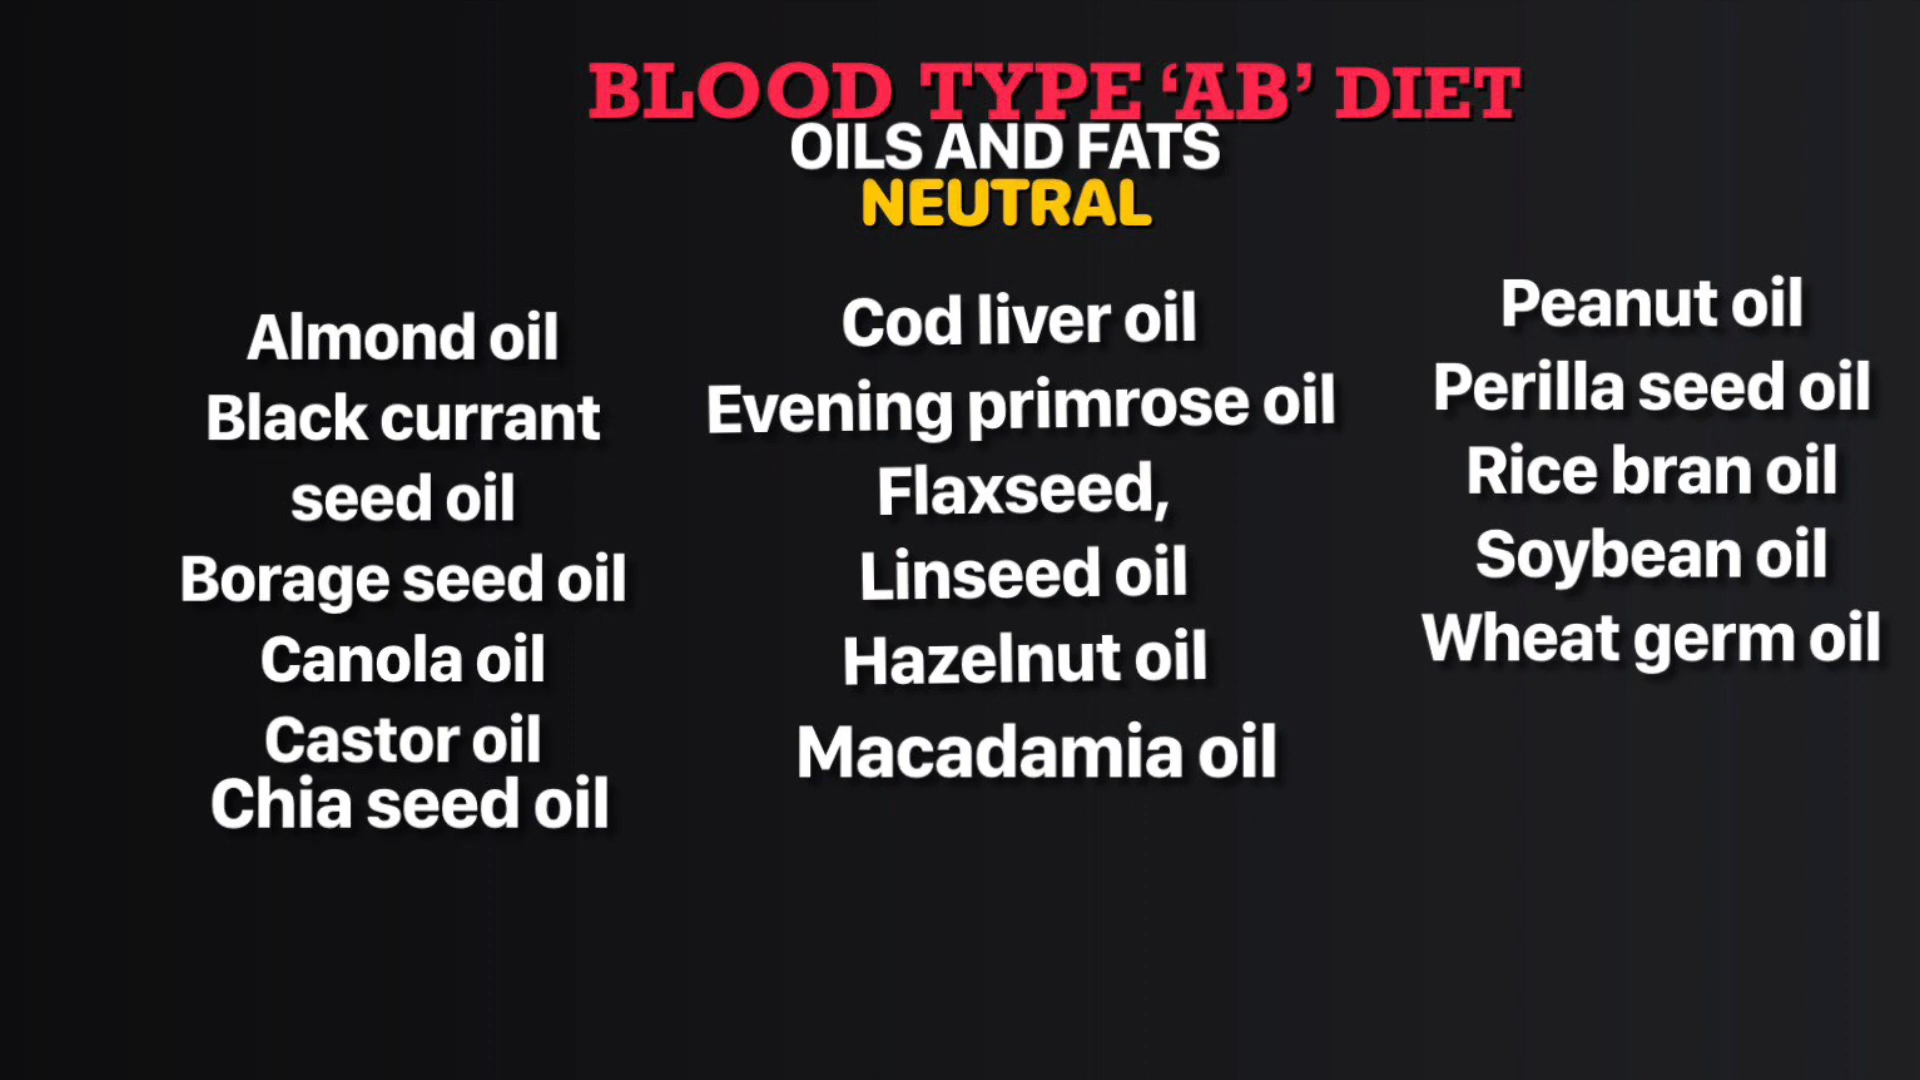 BLOOD TYPE ‘AB’ DIET
OILS AND FATS
NEUTRAL
Almond oil
Black currant
seed oil
Borage seed oil
Canola oil
Castor oil
Chia seed oil
Cod liver oil
Evening primrose oil
Flaxseed,
Linseed oil
Hazelnut oil
Macadamia oil
Peanut oil
Perilla seed oil
Rice bran oil
Soybean oil
Wheat germ oil